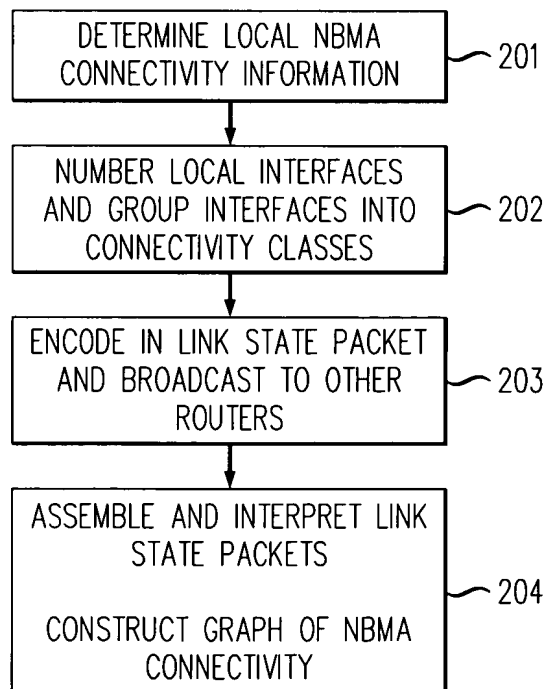 DETERMINE LOCAL NBMA
CONNECTIVITY INFORMATION
201
NUMBER LOCAL INTERFACES
AND GROUP INTERFACES INTO
CONNECTIVITY CLASSES
202
ENCODE IN LINK STATE PACKET
AND BROADCAST TO OTHER
ROUTERS
203
ASSEMBLE AND INTERPRET LINK
STATE PACKETS
CONSTRUCT GRAPH OF NBMA
CONNECTIVITY
204